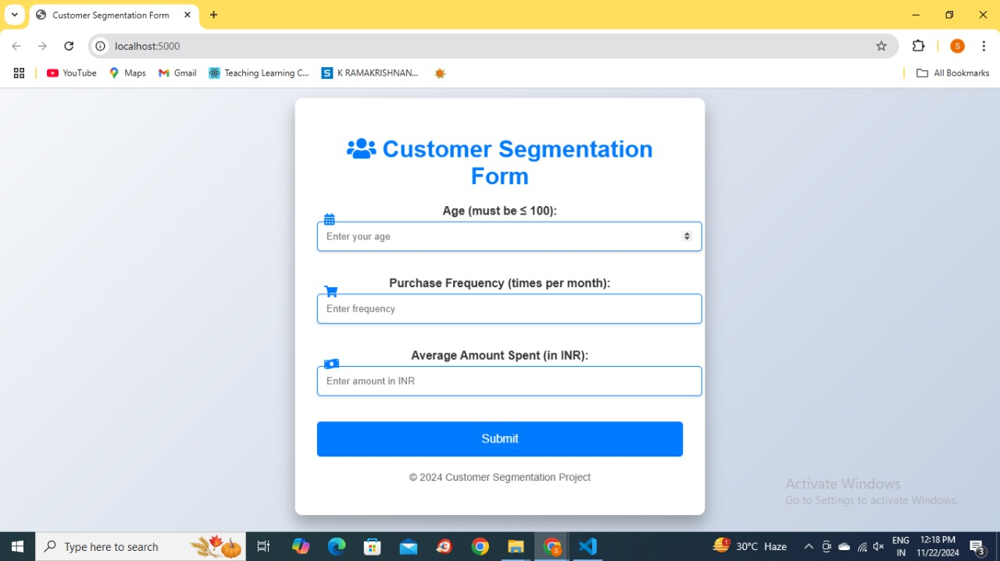 Customer Segmentation Form
localhost:5000
S
YouTube Maps Gmail Teaching Learning C... S K RAMAKRISHNAN... All Bookmarks
Customer Segmentation
Form
Age (must be ≤ 100):
Enter your age
Purchase Frequency (times per month):
Enter frequency
Average Amount Spent (in INR):
Enter amount in INR
Submit
© 2024 Customer Segmentation Project
Activate Windows
Go to Settings to activate Windows.
Type here to search
1
30°C Haze
ENG
IN
12:18 PM
11/22/2024
3